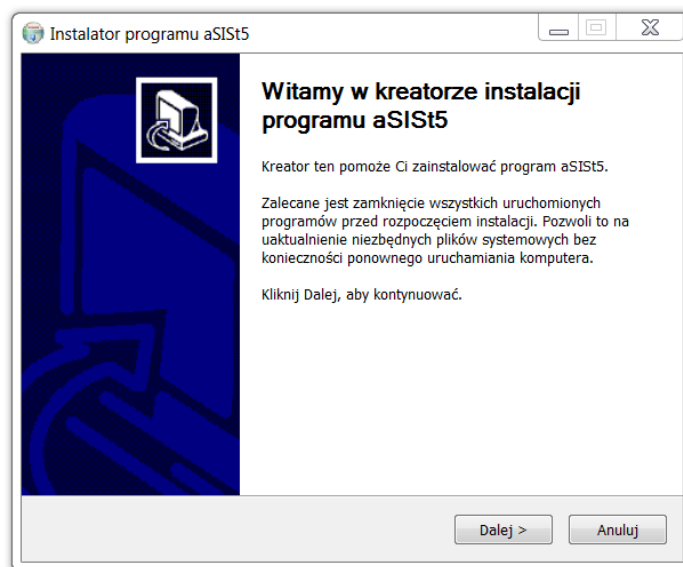 Instalator programu aSISt5
Witamy w kreatorze instalacji
programu aSISt5
Kreator ten pomoże Ci zainstalować program aSISt5.
Zalecane jest zamknięcie wszystkich uruchomionych
programów przed rozpoczęciem instalacji. Pozwoli to na
uaktualnienie niezbędnych plików systemowych bez
konieczności ponownego uruchamiania komputera.
Kliknij Dalej, aby kontynuować.
Dalej >
Anuluj